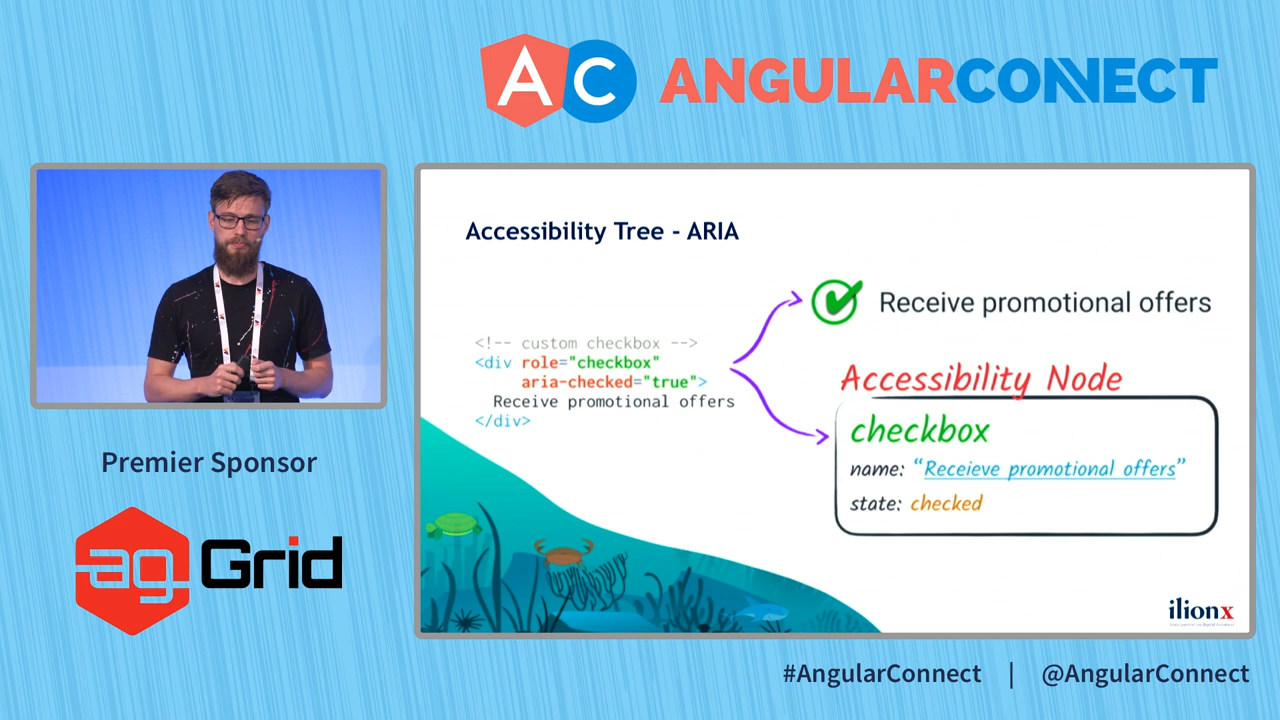 AC ANGULARCONNECT
Premier Sponsor
ag Grid
Accessibility Tree - ARIA
<!-- custom checkbox -->
<div role="checkbox"
aria-checked="true">
Receive promotional offers
</div>
Receive promotional offers
Accessibility Node
checkbox
name: “Receieve promotional offers”
state: checked
ilionx
#AngularConnect | @AngularConnect